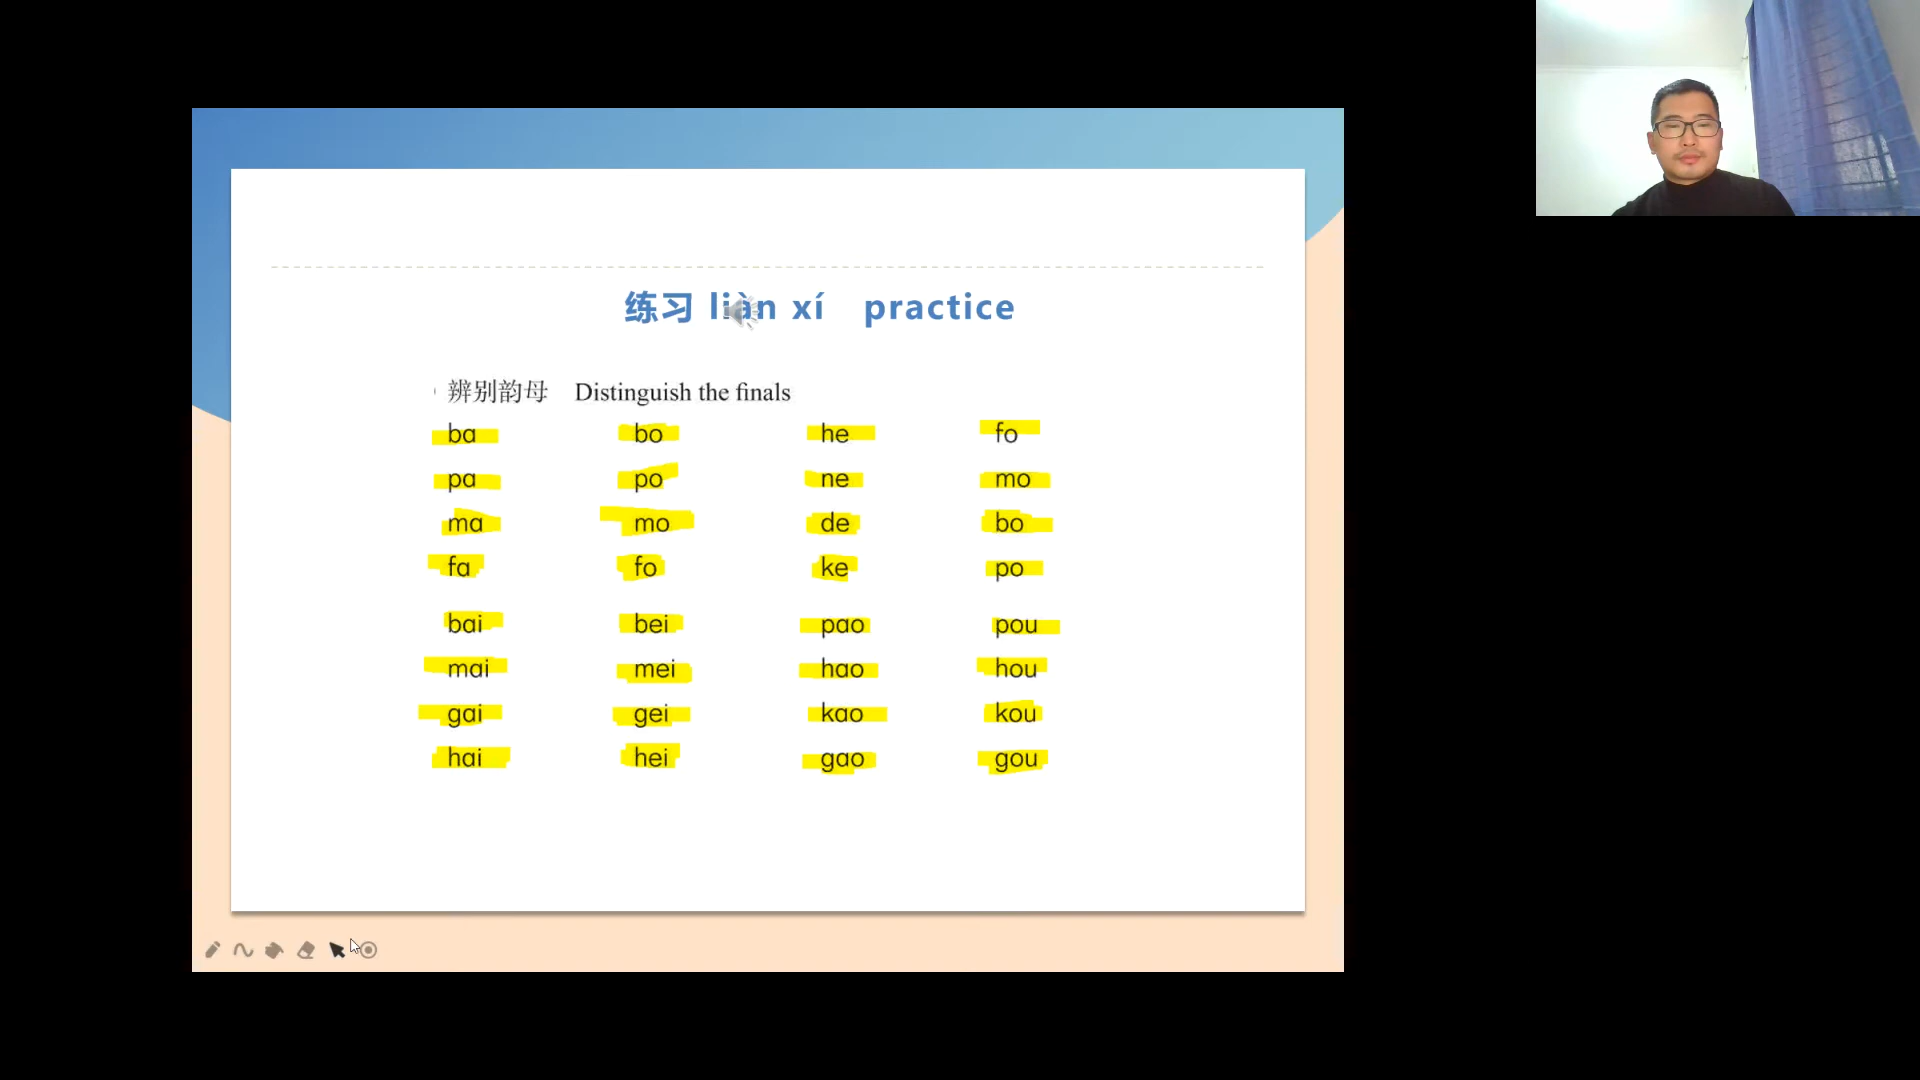 练习 liàn xí practice
辨别韵母 Distinguish the finals
ba bo he fo
pa po ne mo
ma mo de bo
fa fo ke po
bai bei pao pou
mai mei hao hou
gai gei kao kou
hai hei gao gou